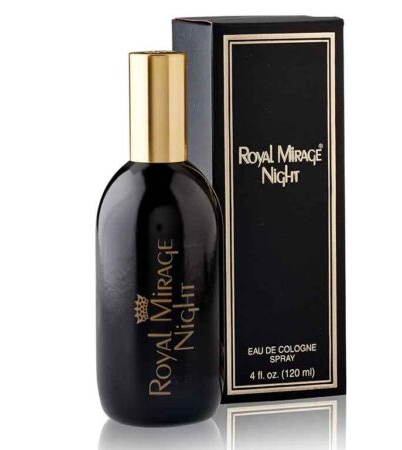 Royal Mirage
Night
Royal Mirage®
Night
EAU DE COLOGNE
SPRAY
4 fl. oz. (120 ml)